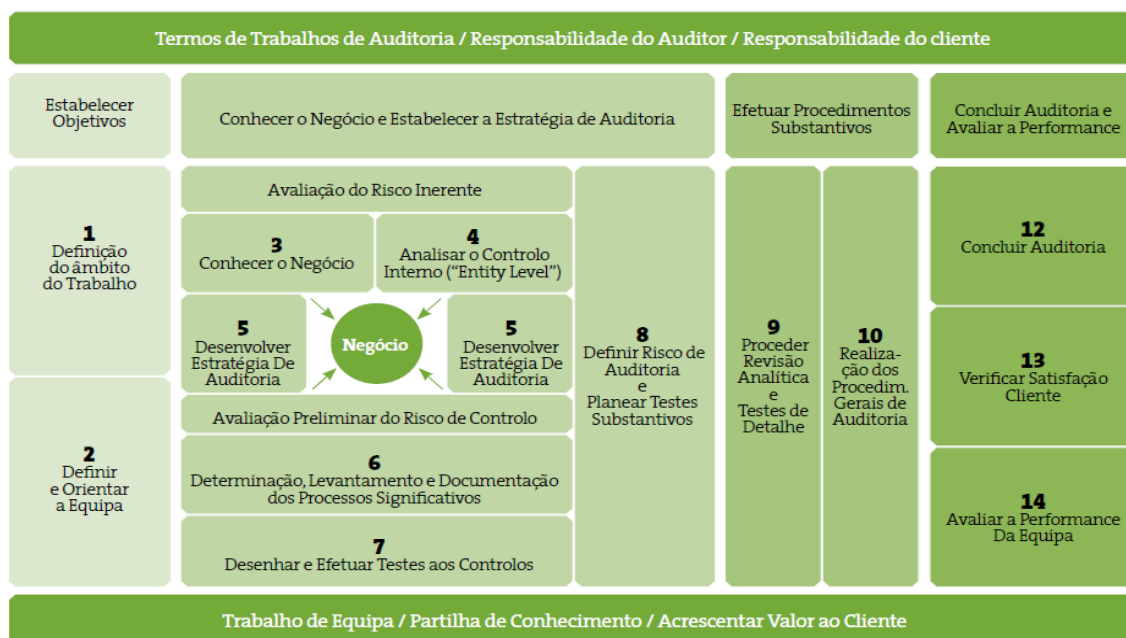 Termos de Trabalhos de Auditoria / Responsabilidade do Auditor / Responsabilidade do cliente
Estabelecer
Objetivos
Conhecer o Negócio e Estabelecer a Estratégia de Auditoria
Efetuar Procedimentos
Substantivos
Concluir Auditoria e
Avaliar a Performance
1
Definição
do âmbito
do Trabalho
2
Definir
e Orientar
a Equipa
Avaliação do Risco Inerente
3
Conhecer o Negócio
4
Analisar o Controlo
Interno ("Entity Level")
5
Desenvolver
Estratégia De
Auditoria
Negócio
5
Desenvolver
Estratégia De
Auditoria
Avaliação Preliminar do Risco de Controlo
6
Determinação, Levantamento e Documentação
dos Processos Significativos
7
Desenhar e Efetuar Testes aos Controlos
8
Definir Risco de
Auditoria
e
Planear Testes
Substantivos
9
Proceder
Revisão
Analítica
e
Testes de
Detalhe
10
Realiza-
ção dos
Procedim.
Gerais de
Auditoria
12
Concluir Auditoria
13
Verificar Satisfação
Cliente
14
Avaliar a Performance
Da Equipa
Trabalho de Equipa / Partilha de Conhecimento / Acrescentar Valor ao Cliente